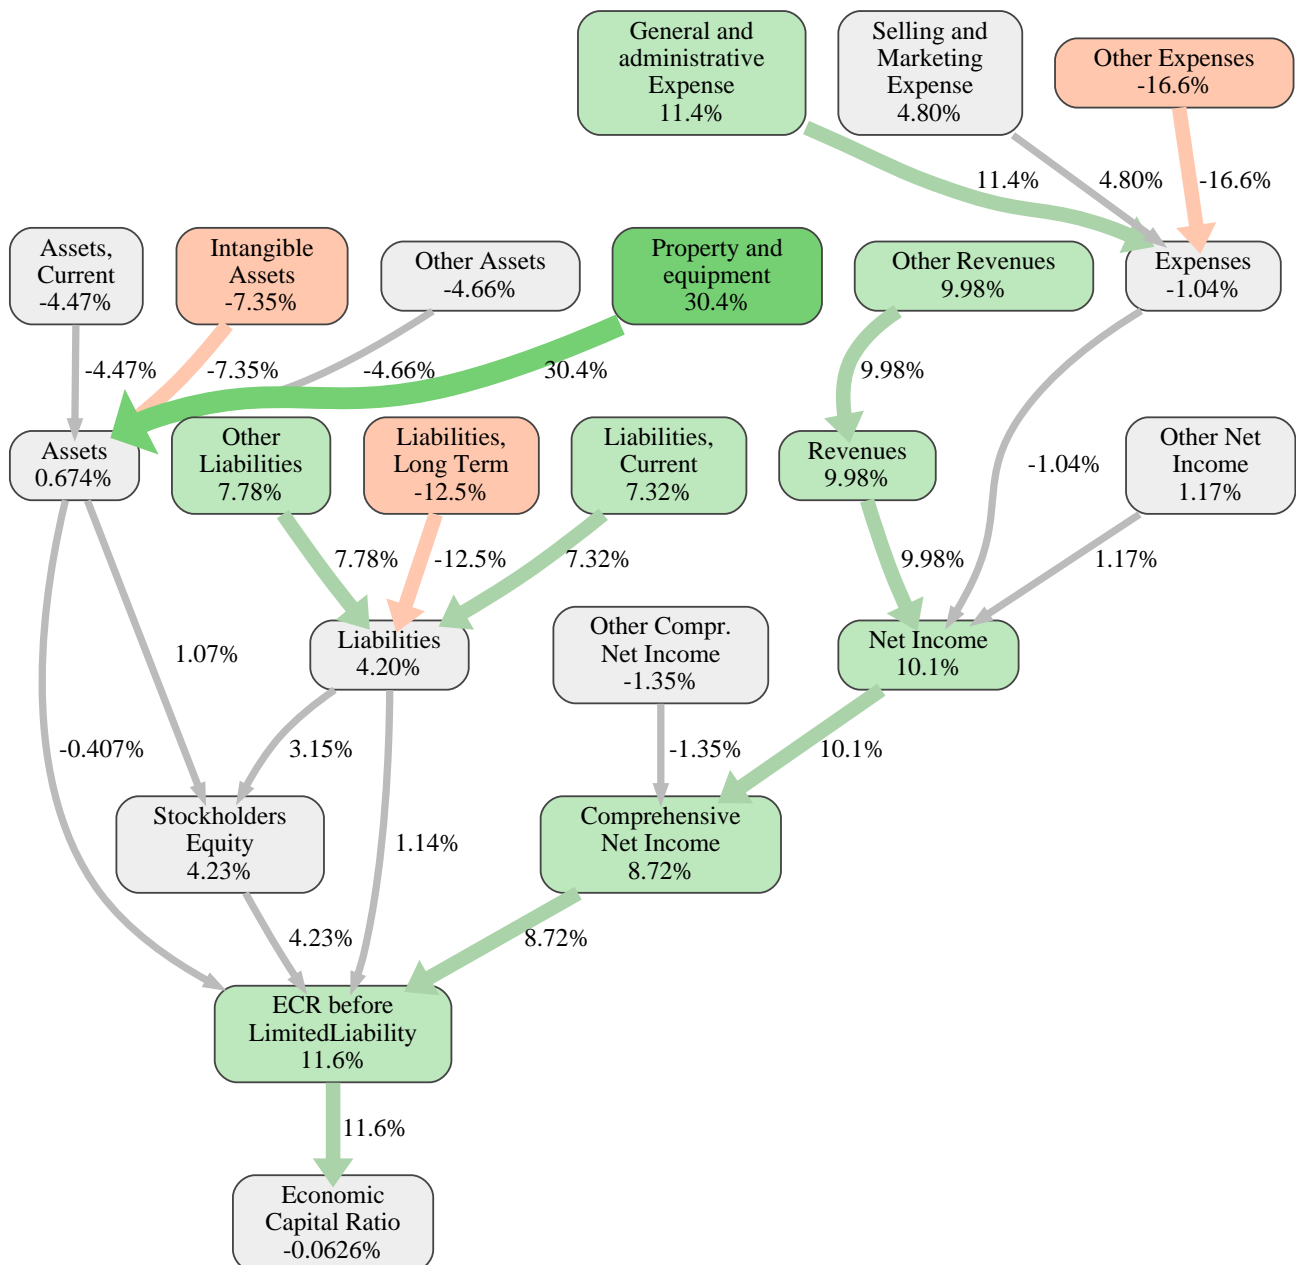 General and
administrative
Expense
11.4%
Selling and
Marketing
Expense
4.80%
Other Expenses
-16.6%
11.4%
4.80%
-16.6%
Assets,
Current
-4.47%
Intangible
Assets
-7.35%
Other Assets
-4.66%
Property and
equipment
30.4%
Other Revenues
9.98%
Expenses
-1.04%
-4.47%
-7.35%
-4.66%
30.4%
9.98%
-1.04%
Assets
0.674%
Other
Liabilities
7.78%
Liabilities,
Long Term
-12.5%
Liabilities,
Current
7.32%
Revenues
9.98%
Other Net
Income
1.17%
7.78%
-12.5%
7.32%
9.98%
1.17%
1.07%
Liabilities
4.20%
Other Compr.
Net Income
-1.35%
Net Income
10.1%
-0.407%
3.15%
-1.35%
10.1%
Stockholders
Equity
4.23%
1.14%
Comprehensive
Net Income
8.72%
4.23%
8.72%
ECR before
LimitedLiability
11.6%
11.6%
Economic
Capital Ratio
-0.0626%